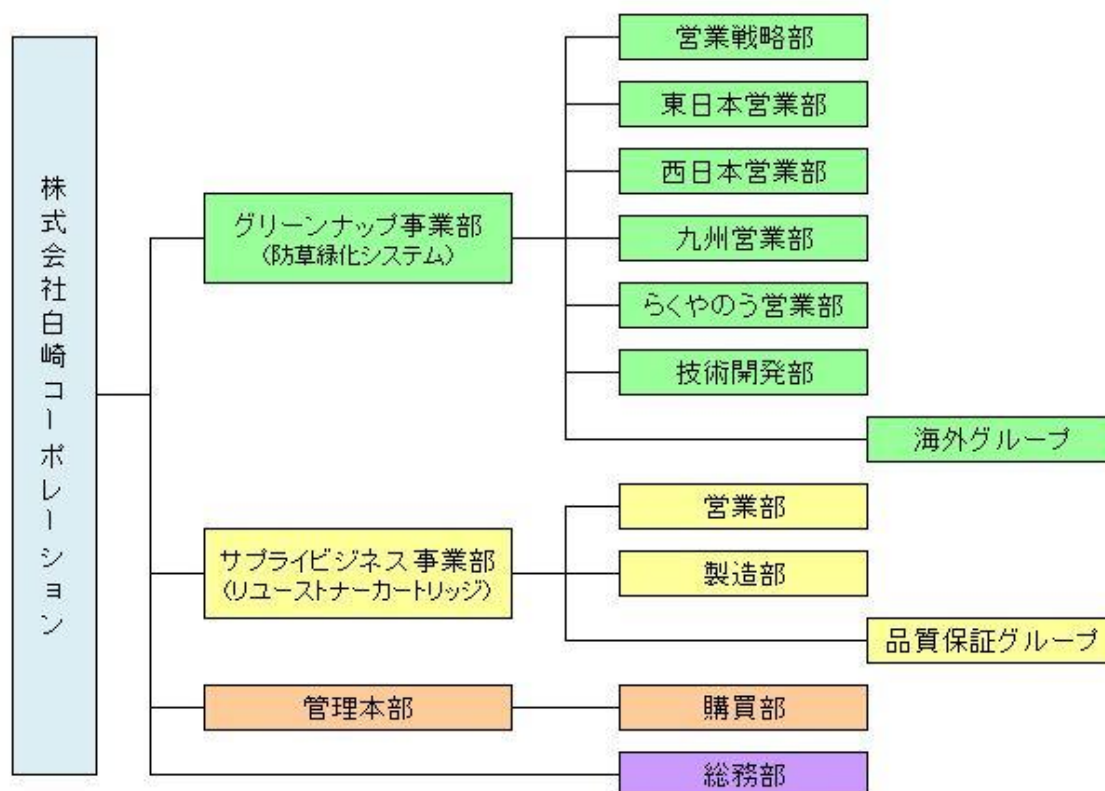 株式会社白崎コーポレーション
グリーンナップ事業部
(防草緑化システム)
営業戦略部
東日本営業部
西日本営業部
九州営業部
らくやのう営業部
技術開発部
海外グループ
サプライビジネス事業部
(リユーストナーカートリッジ)
営業部
製造部
品質保証グループ
管理本部
購買部
総務部